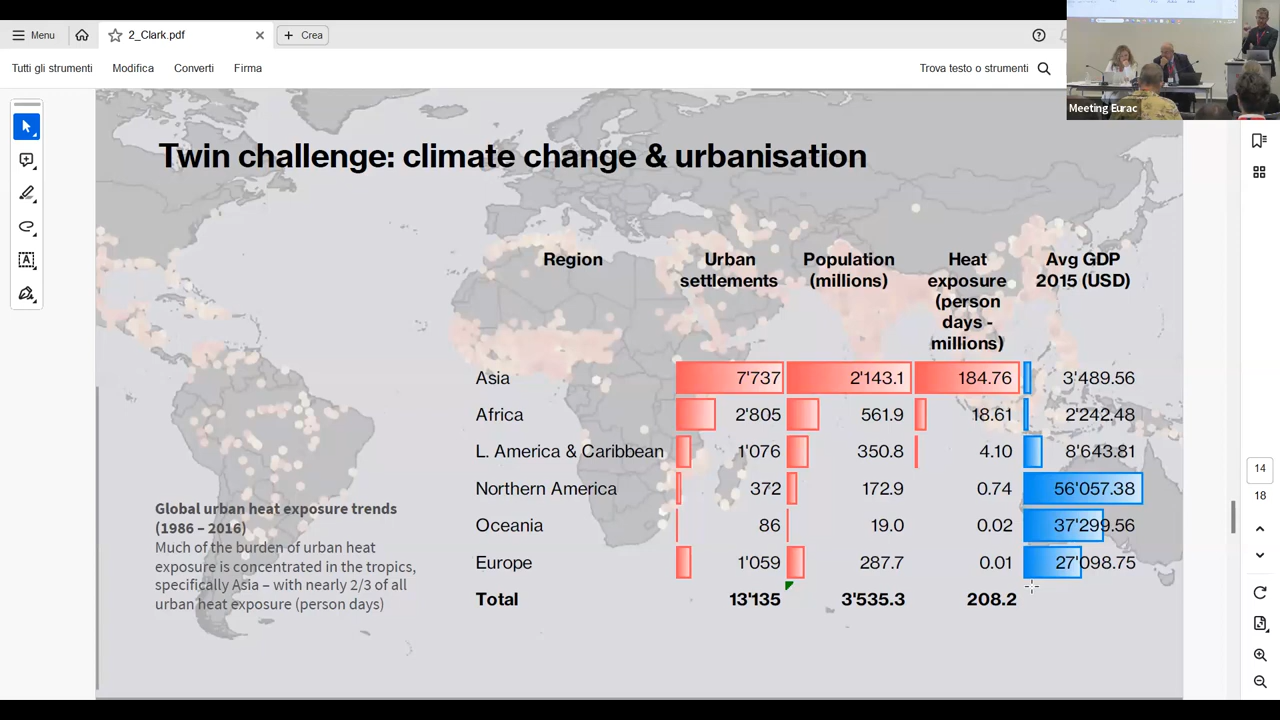 Menu
2_Clark.pdf
Crea
Tutti gli strumenti
Modifica
Converti
Firma
Trova testo o strumenti
Meeting Eurac
Twin challenge: climate change & urbanisation
Region Urban settlements Population (millions) Heat exposure (person days - millions) Avg GDP 2015 (USD)
Asia 7'737 2'143.1 184.76 3'489.56
Africa 2'805 561.9 18.61 2'242.48
L. America & Caribbean 1'076 350.8 4.10 8'643.81
Northern America 372 172.9 0.74 56'057.38
Oceania 86 19.0 0.02 37'299.56
Europe 1'059 287.7 0.01 27'098.75
Total 13'135 3'535.3 208.2
Global urban heat exposure trends
(1986 – 2016)
Much of the burden of urban heat
exposure is concentrated in the tropics,
specifically Asia – with nearly 2/3 of all
urban heat exposure (person days)
14
18